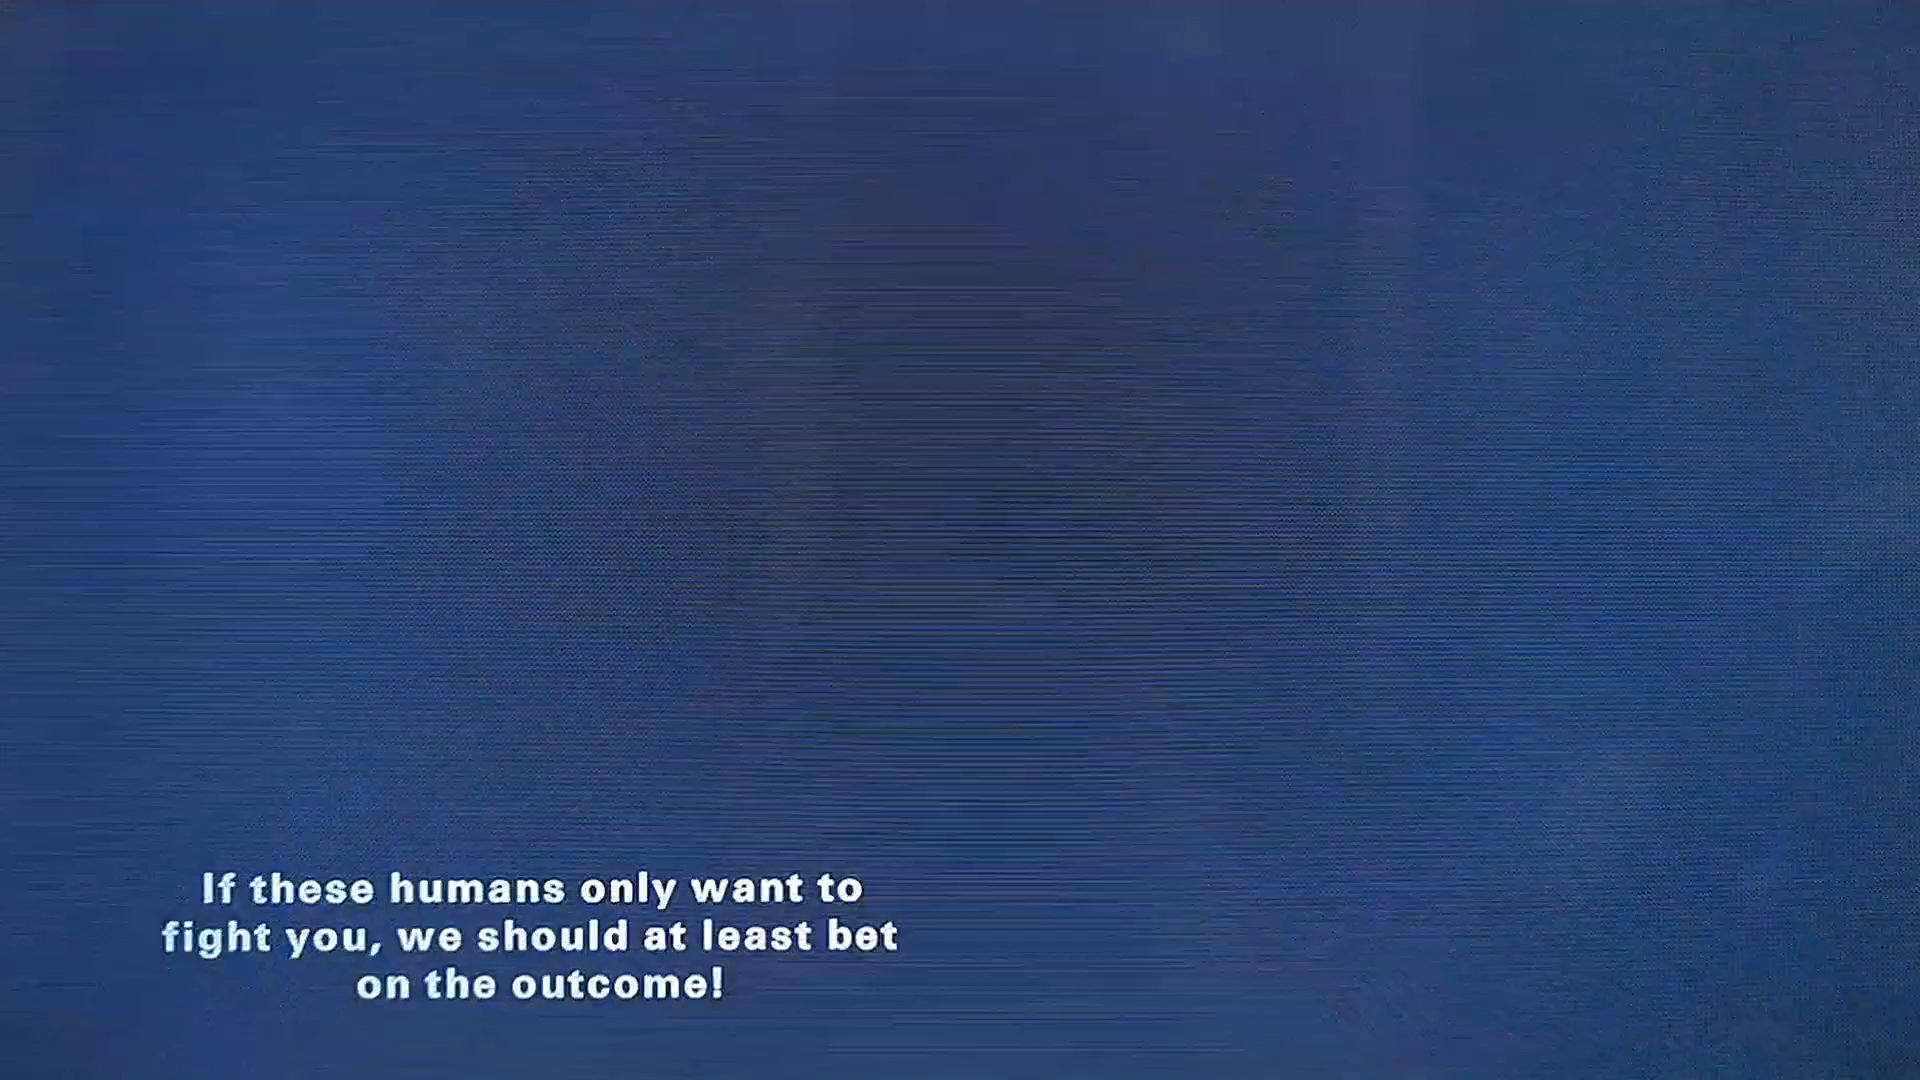 If these humans only want to
fight you, we should at least bet
on the outcome!